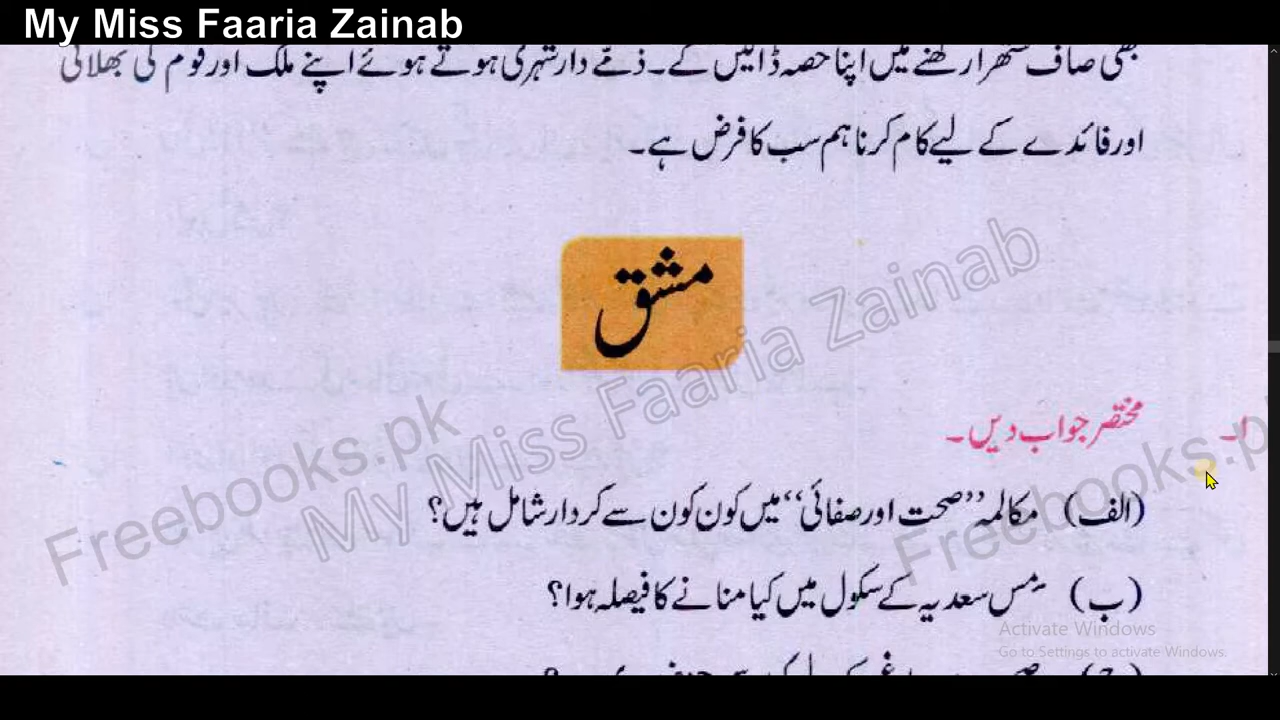 My Miss Faaria Zainab
بھی صاف ستھرا رکھنے میں اپنا حصہ ڈالیں گے۔ ذمّے دار شہری ہوتے ہوئے اپنے ملک اور قوم کی بھلائی
اور فائدے کے لیے کام کرنا ہم سب کا فرض ہے۔
مشق
۱۔ مختصر جواب دیں۔
(الف) مکالمہ ”صحت اور صفائی“ میں کون کون سے کردار شامل ہیں؟
(ب) مِس سعدیہ کے سکول میں کیا منانے کا فیصلہ ہوا؟
(ج)
Freebooks.pk
My Miss Faaria Zainab
Freebooks.p
Activate Windows
Go to Settings to activate Windows.